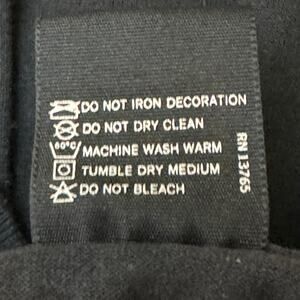 DO NOT IRON DECORATION
DO NOT DRY CLEAN
60°C MACHINE WASH WARM
TUMBLE DRY MEDIUM
DO NOT BLEACH
RN 13765